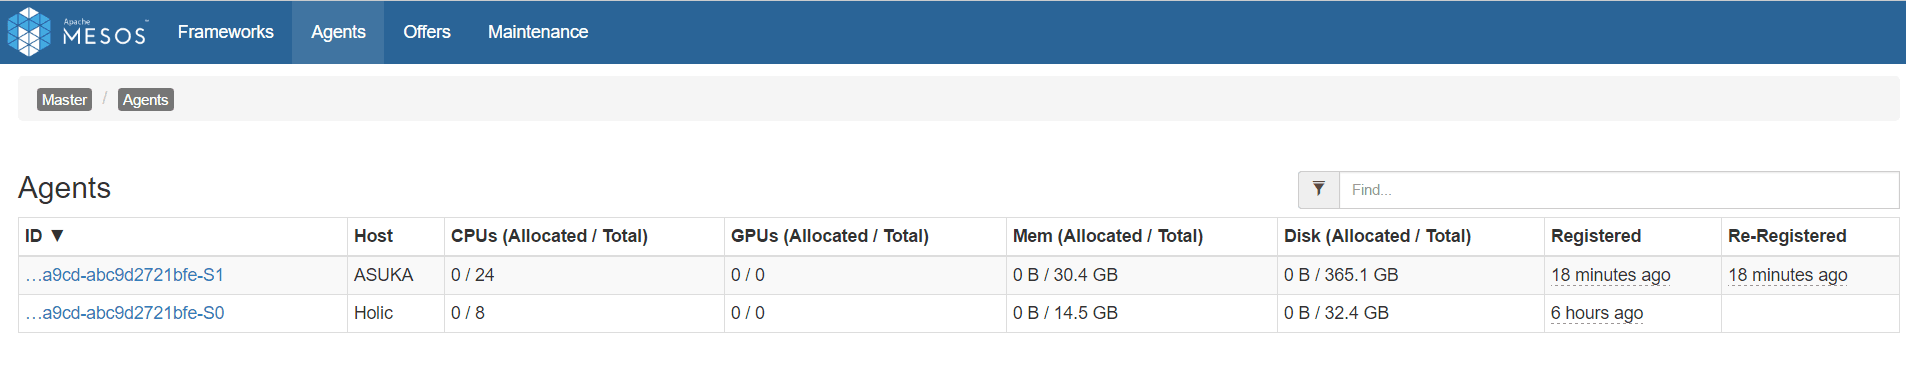 Apache MESOS™ Frameworks Agents Offers Maintenance
Master / Agents
Agents
Find...
ID ▼ Host CPUs (Allocated / Total) GPUs (Allocated / Total) Mem (Allocated / Total) Disk (Allocated / Total) Registered Re-Registered
…a9cd-abc9d2721bfe-S1 ASUKA 0 / 24 0 / 0 0 B / 30.4 GB 0 B / 365.1 GB 18 minutes ago 18 minutes ago
…a9cd-abc9d2721bfe-S0 Holic 0 / 8 0 / 0 0 B / 14.5 GB 0 B / 32.4 GB 6 hours ago